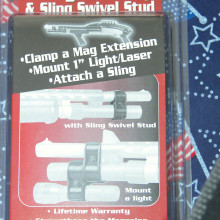 & Sling Swivel Stud
•Clamp a Mag Extension
•Mount 1" Light/Laser
•Attach a Sling
with Sling Swivel Stud
Mount
a light
• Lifetime Warranty